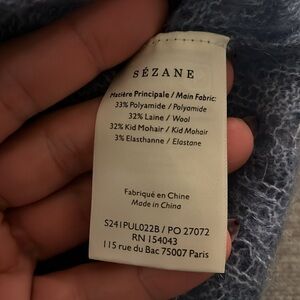 SÉZANE
Matière Principale / Main Fabric:
33% Polyamide / Polyamide
32% Laine / Wool
32% Kid Mohair / Kid Mohair
3% Elasthanne / Elastane
Fabriqué en Chine
Made in China
S241PUL022B / PO 27072
RN 154043
115 rue du Bac 75007 Paris